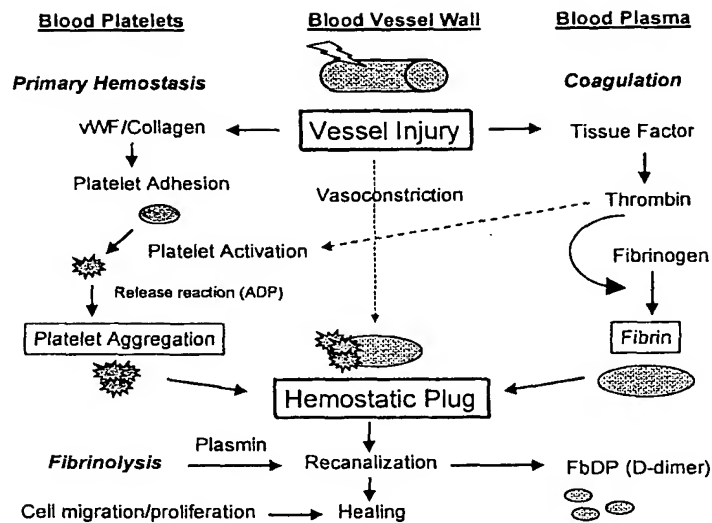 Blood Platelets
Blood Vessel Wall
Blood Plasma
Primary Hemostasis
Coagulation
vWF/Collagen
Vessel Injury
Tissue Factor
Platelet Adhesion
Vasoconstriction
Thrombin
Platelet Activation
Fibrinogen
Release reaction (ADP)
Platelet Aggregation
Fibrin
Hemostatic Plug
Fibrinolysis
Plasmin
Recanalization
FbDP (D-dimer)
Cell migration/proliferation
Healing